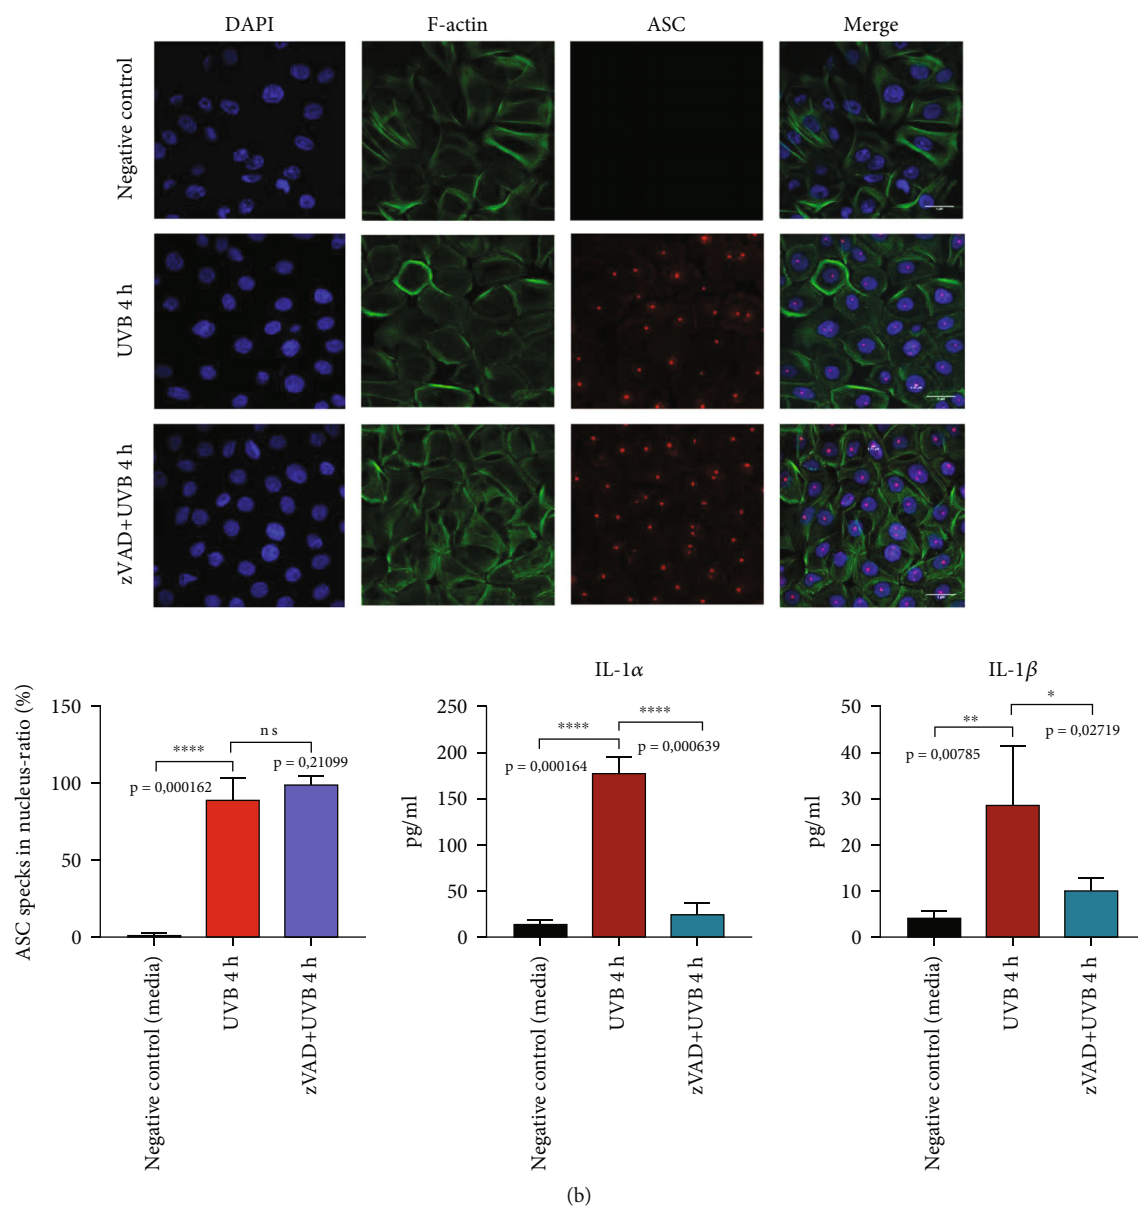 DAPI F-actin ASC Merge
Negative control
UVB 4 h
zVAD+UVB 4 h
ASC specks in nucleus-ratio (%)
150
100
50
0
****
p = 0,000162
ns
p = 0,21099
Negative control (media)
UVB 4 h
zVAD+UVB 4 h
IL-1α
pg/ml
250
200
150
100
50
0
****
p = 0,000164
****
p = 0,000639
Negative control (media)
UVB 4 h
zVAD+UVB 4 h
IL-1β
pg/ml
50
40
30
20
10
0
**
p = 0,00785
*
p = 0,02719
Negative control (media)
UVB 4 h
zVAD+UVB 4 h
(b)